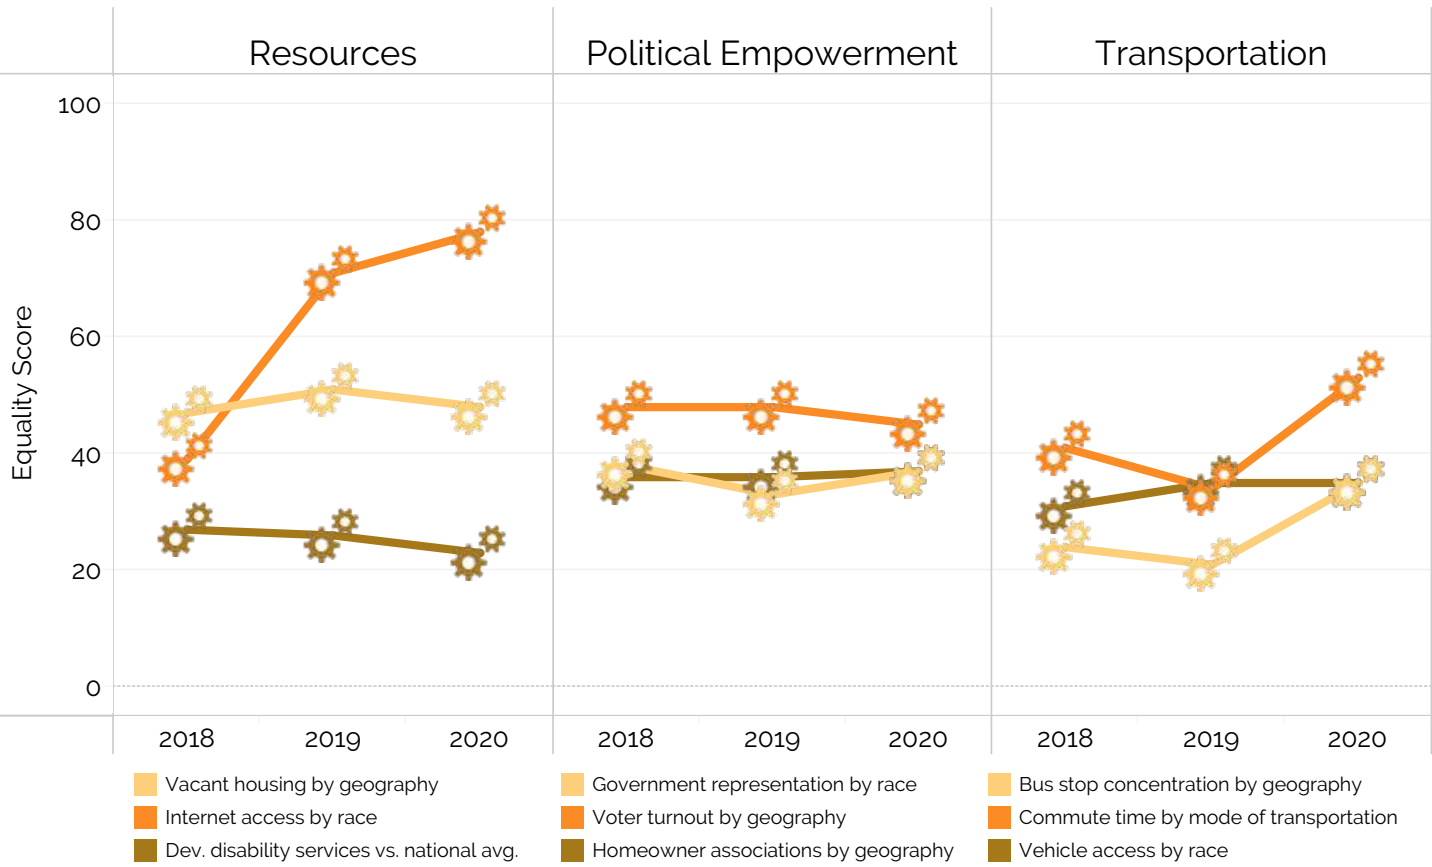 Resources Political Empowerment Transportation
Equality Score
100
80
60
40
20
0
2018 2019 2020 2018 2019 2020 2018 2019 2020
Vacant housing by geography Government representation by race Bus stop concentration by geography
Internet access by race Voter turnout by geography Commute time by mode of transportation
Dev. disability services vs. national avg. Homeowner associations by geography Vehicle access by race